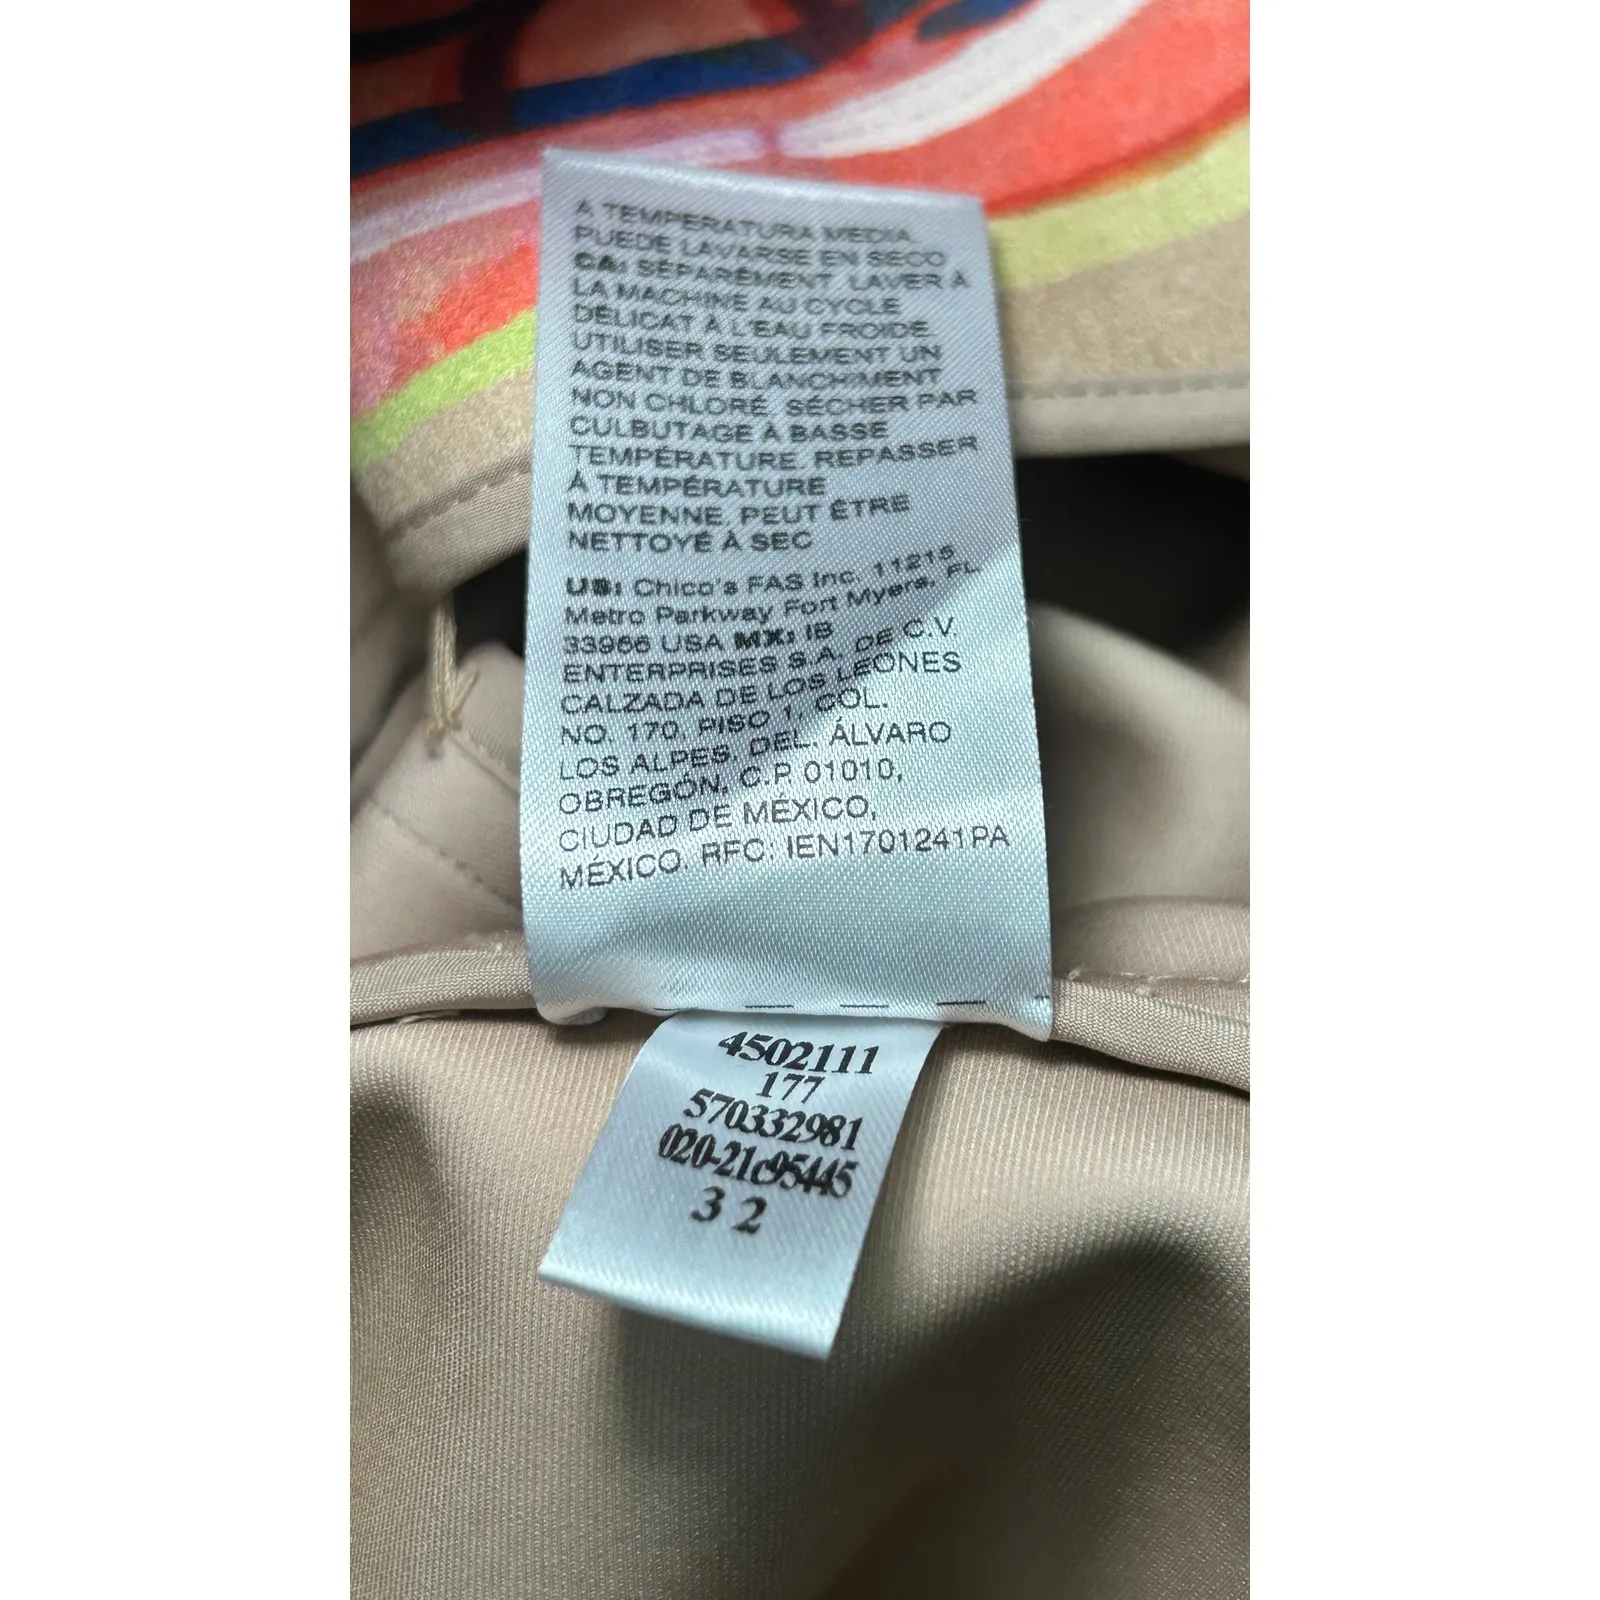 A TEMPERATURA MEDIA.
PUEDE LAVARSE EN SECO
CA: SÉPARÉMENT, LAVER À
LA MACHINE AU CYCLE
DÉLICAT À L'EAU FROIDE.
UTILISER SEULEMENT UN
AGENT DE BLANCHIMENT
NON CHLORÉ. SÉCHER PAR
CULBUTAGE À BASSE
TEMPÉRATURE. REPASSER
À TEMPÉRATURE
MOYENNE. PEUT ÊTRE
NETTOYÉ À SEC
US: Chico's FAS Inc. 11215
Metro Parkway Fort Myers, FL
33966 USA MX: IB
ENTERPRISES S.A. DE C.V.
CALZADA DE LOS LEONES
NO. 170, PISO 1, COL.
LOS ALPES, DEL. ÁLVARO
OBREGÓN, C.P. 01010,
CIUDAD DE MÉXICO,
MÉXICO. RFC: IEN1701241PA
4502111
177
570332981
020-21c95445
3 2